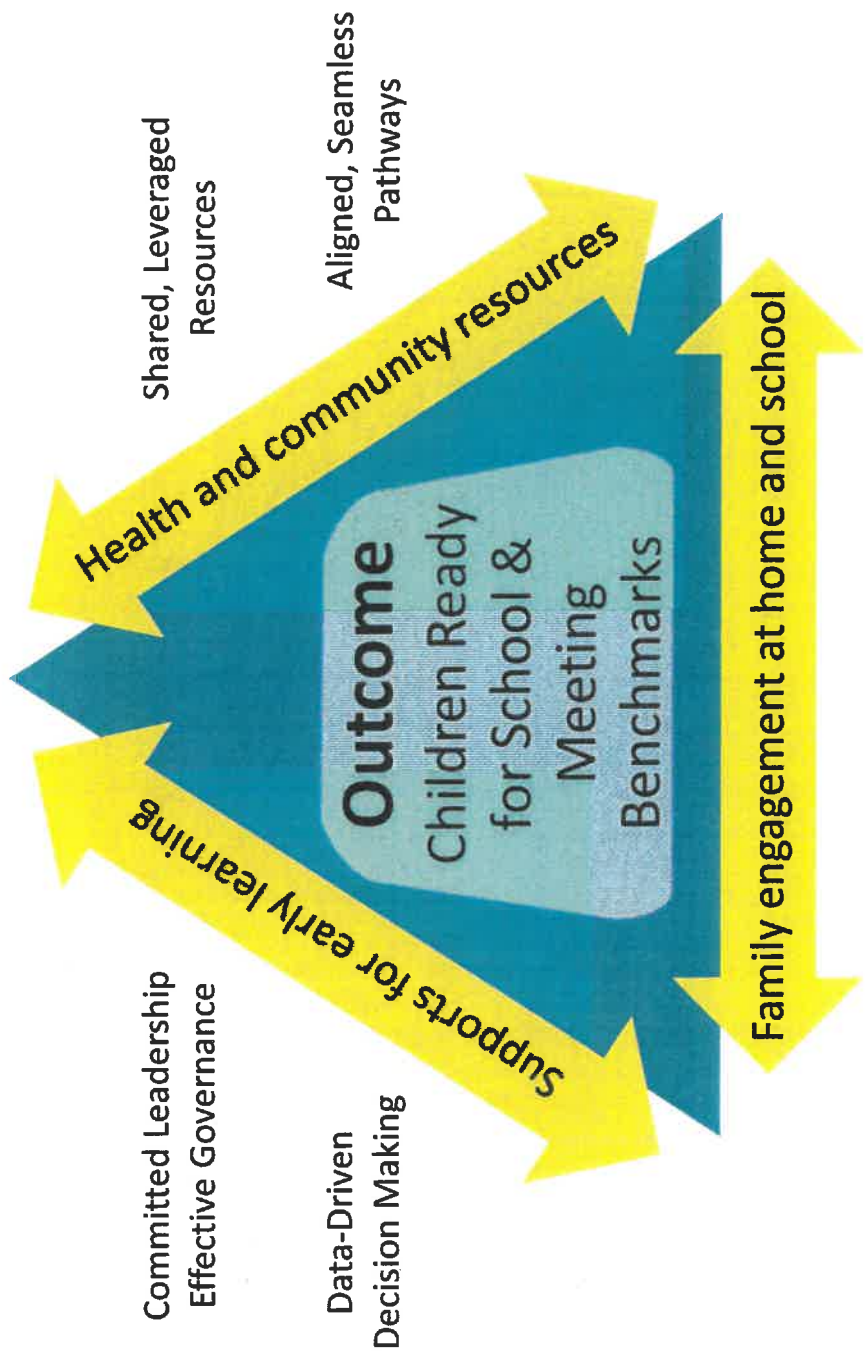 Committed Leadership
Effective Governance
Data-Driven
Decision Making
Supports for early learning
Health and community resources
Shared, Leveraged
Resources
Aligned, Seamless
Pathways
Outcome
Children Ready
for School &
Meeting
Benchmarks
Family engagement at home and school